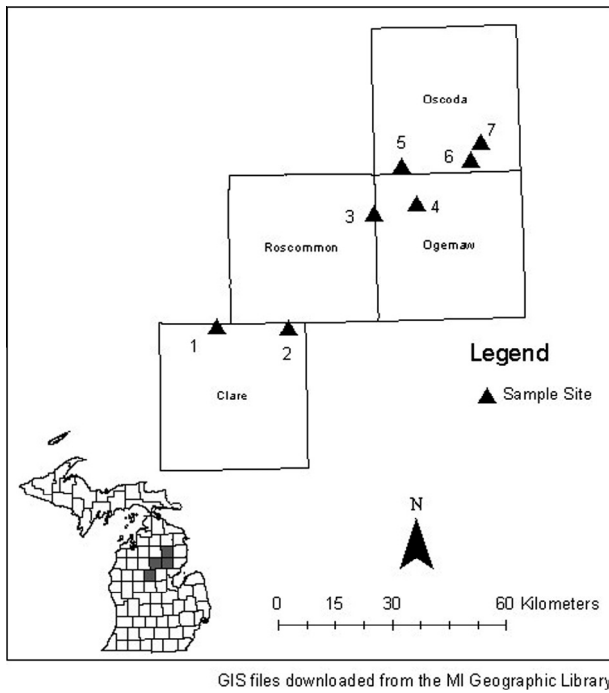 Oscoda
7
5
6
3
4
Roscommon
Ogemaw
Legend
1
2
Sample Site
Clare
N
0 15 30 60 Kilometers
GIS files downloaded from the MI Geographic Library